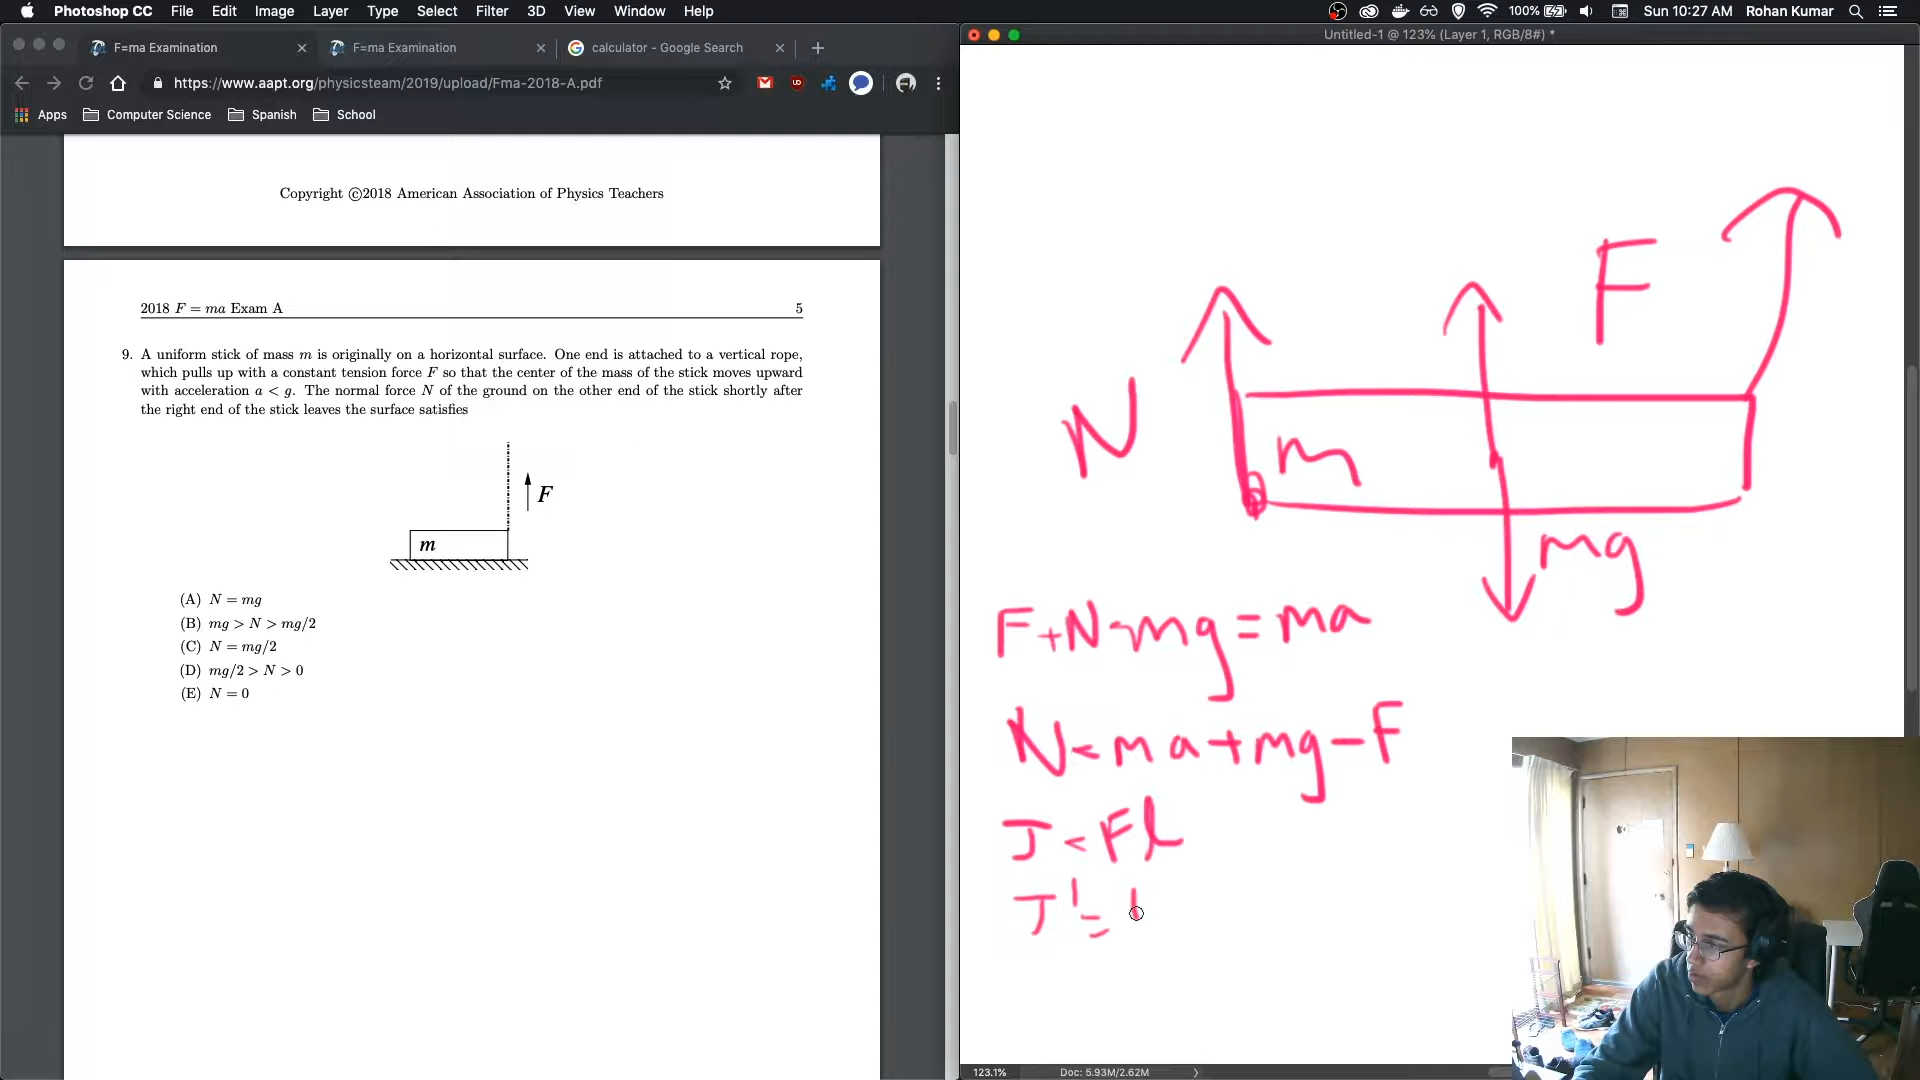 Photoshop CC File Edit Image Layer Type Select Filter 3D View Window Help
100% Sun 10:27 AM Rohan Kumar
F=ma Examination F=ma Examination calculator - Google Search
https://www.aapt.org/physicsteam/2019/upload/Fma-2018-A.pdf
Apps Computer Science Spanish School
Copyright ©2018 American Association of Physics Teachers
2018 F = ma Exam A 5
9. A uniform stick of mass m is originally on a horizontal surface. One end is attached to a vertical rope,
which pulls up with a constant tension force F so that the center of the mass of the stick moves upward
with acceleration a < g. The normal force N of the ground on the other end of the stick shortly after
the right end of the stick leaves the surface satisfies
F
m
(A) N = mg
(B) mg > N > mg/2
(C) N = mg/2
(D) mg/2 > N > 0
(E) N = 0
Untitled-1 @ 123% (Layer 1, RGB/8#) *
F
N
m
mg
F+N-mg=ma
N=ma+mg-F
T=Fl
123.1% Doc: 5.93M/2.62M